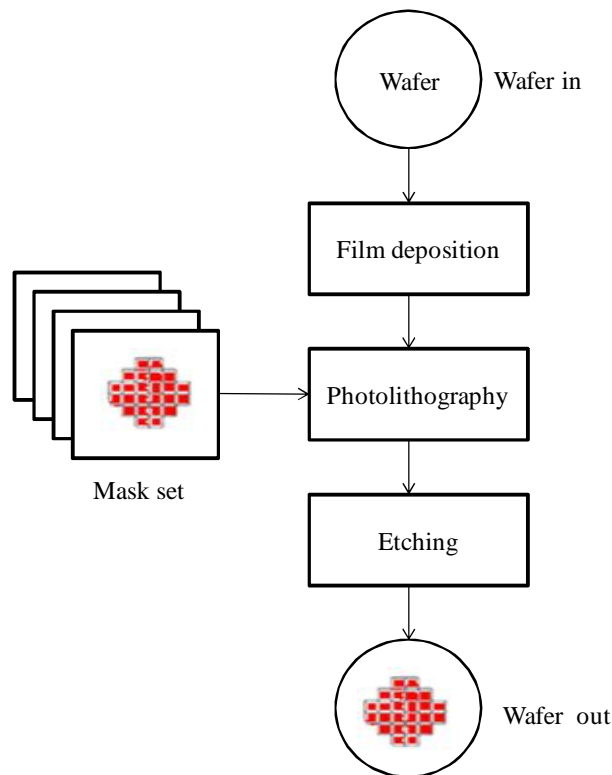 Wafer
Wafer in
Film deposition
Photolithography
Mask set
Etching
Wafer out